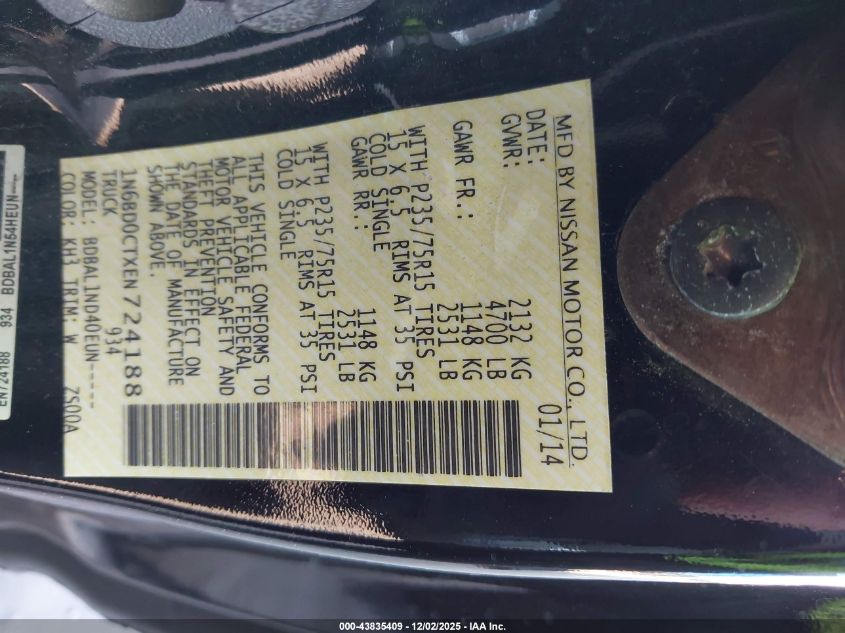 MFD BY NISSAN MOTOR CO., LTD.
DATE: 01/14
GVWR: 2132 KG
4700 LB
GAWR FR.: 1148 KG
2531 LB
WITH P235/75R15 TIRES
15 X 6.5 RIMS AT 35 PSI
COLD SINGLE
GAWR RR.: 1148 KG
2531 LB
WITH P235/75R15 TIRES
15 X 6.5 RIMS AT 35 PSI
COLD SINGLE
THIS VEHICLE CONFORMS TO
ALL APPLICABLE FEDERAL
MOTOR VEHICLE SAFETY AND
THEFT PREVENTION
STANDARDS IN EFFECT ON
THE DATE OF MANUFACTURE
SHOWN ABOVE.
1N6BD0CTXEN724188
TRUCK 934
MODEL: BDBAL1ND40EUN-----
COLOR: KH3 TRIM: W ZS00A
EN724188 934 BDBAL1N54HEUN
000-43835409 - 12/02/2025 - IAA Inc.